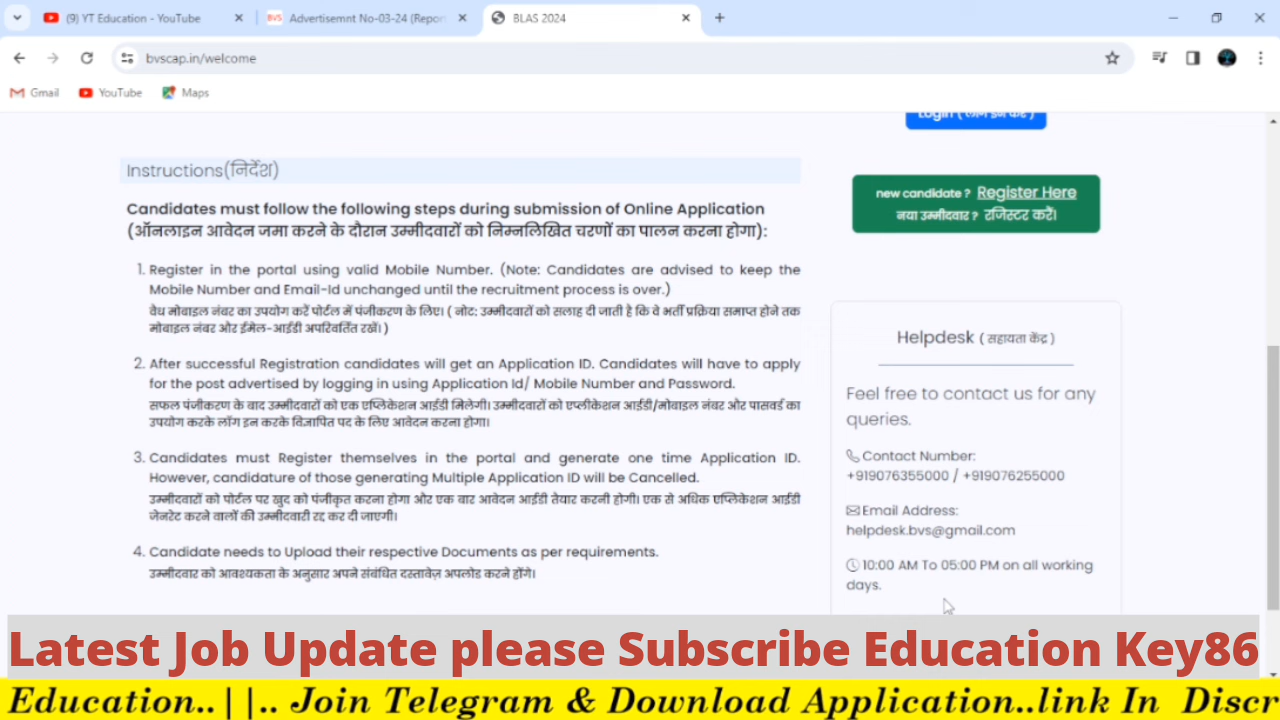 (9) YT Education - YouTube
BVS Advertisemnt No-03-24 (Repor
BLAS 2024
bvscap.in/welcome
Gmail YouTube Maps
Login ( लॉग इन करें )
Instructions(निर्देश)
new candidate ? Register Here
नया उम्मीदवार ? रजिस्टर करें।
Candidates must follow the following steps during submission of Online Application
(ऑनलाइन आवेदन जमा करने के दौरान उम्मीदवारों को निम्नलिखित चरणों का पालन करना होगा):
1. Register in the portal using valid Mobile Number. (Note: Candidates are advised to keep the
Mobile Number and Email-Id unchanged until the recruitment process is over.)
वैध मोबाइल नंबर का उपयोग करें पोर्टल में पंजीकरण के लिए। ( नोट: उम्मीदवारों को सलाह दी जाती है कि वे भर्ती प्रक्रिया समाप्त होने तक
मोबाइल नंबर और ईमेल-आईडी अपरिवर्तित रखें। )
2. After successful Registration candidates will get an Application ID. Candidates will have to apply
for the post advertised by logging in using Application Id/ Mobile Number and Password.
सफल पंजीकरण के बाद उम्मीदवारों को एक एप्लिकेशन आईडी मिलेगी। उम्मीदवारों को एप्लीकेशन आईडी/मोबाइल नंबर और पासवर्ड का
उपयोग करके लॉग इन करके विज्ञापित पद के लिए आवेदन करना होगा।
3. Candidates must Register themselves in the portal and generate one time Application ID.
However, candidature of those generating Multiple Application ID will be Cancelled.
उम्मीदवारों को पोर्टल पर खुद को पंजीकृत करना होगा और एक बार आवेदन आईडी तैयार करनी होगी। एक से अधिक एप्लिकेशन आईडी
जेनरेट करने वालों की उम्मीदवारी रद्द कर दी जाएगी।
4. Candidate needs to Upload their respective Documents as per requirements.
उम्मीदवार को आवश्यकता के अनुसार अपने संबंधित दस्तावेज़ अपलोड करने होंगे।
Helpdesk ( सहायता केंद्र )
Feel free to contact us for any
queries.
Contact Number:
+919076355000 / +919076255000
Email Address:
helpdesk.bvs@gmail.com
10:00 AM To 05:00 PM on all working
days.
Latest Job Update please Subscribe Education Key86
Education..||.. Join Telegram & Download Application..link In Discr